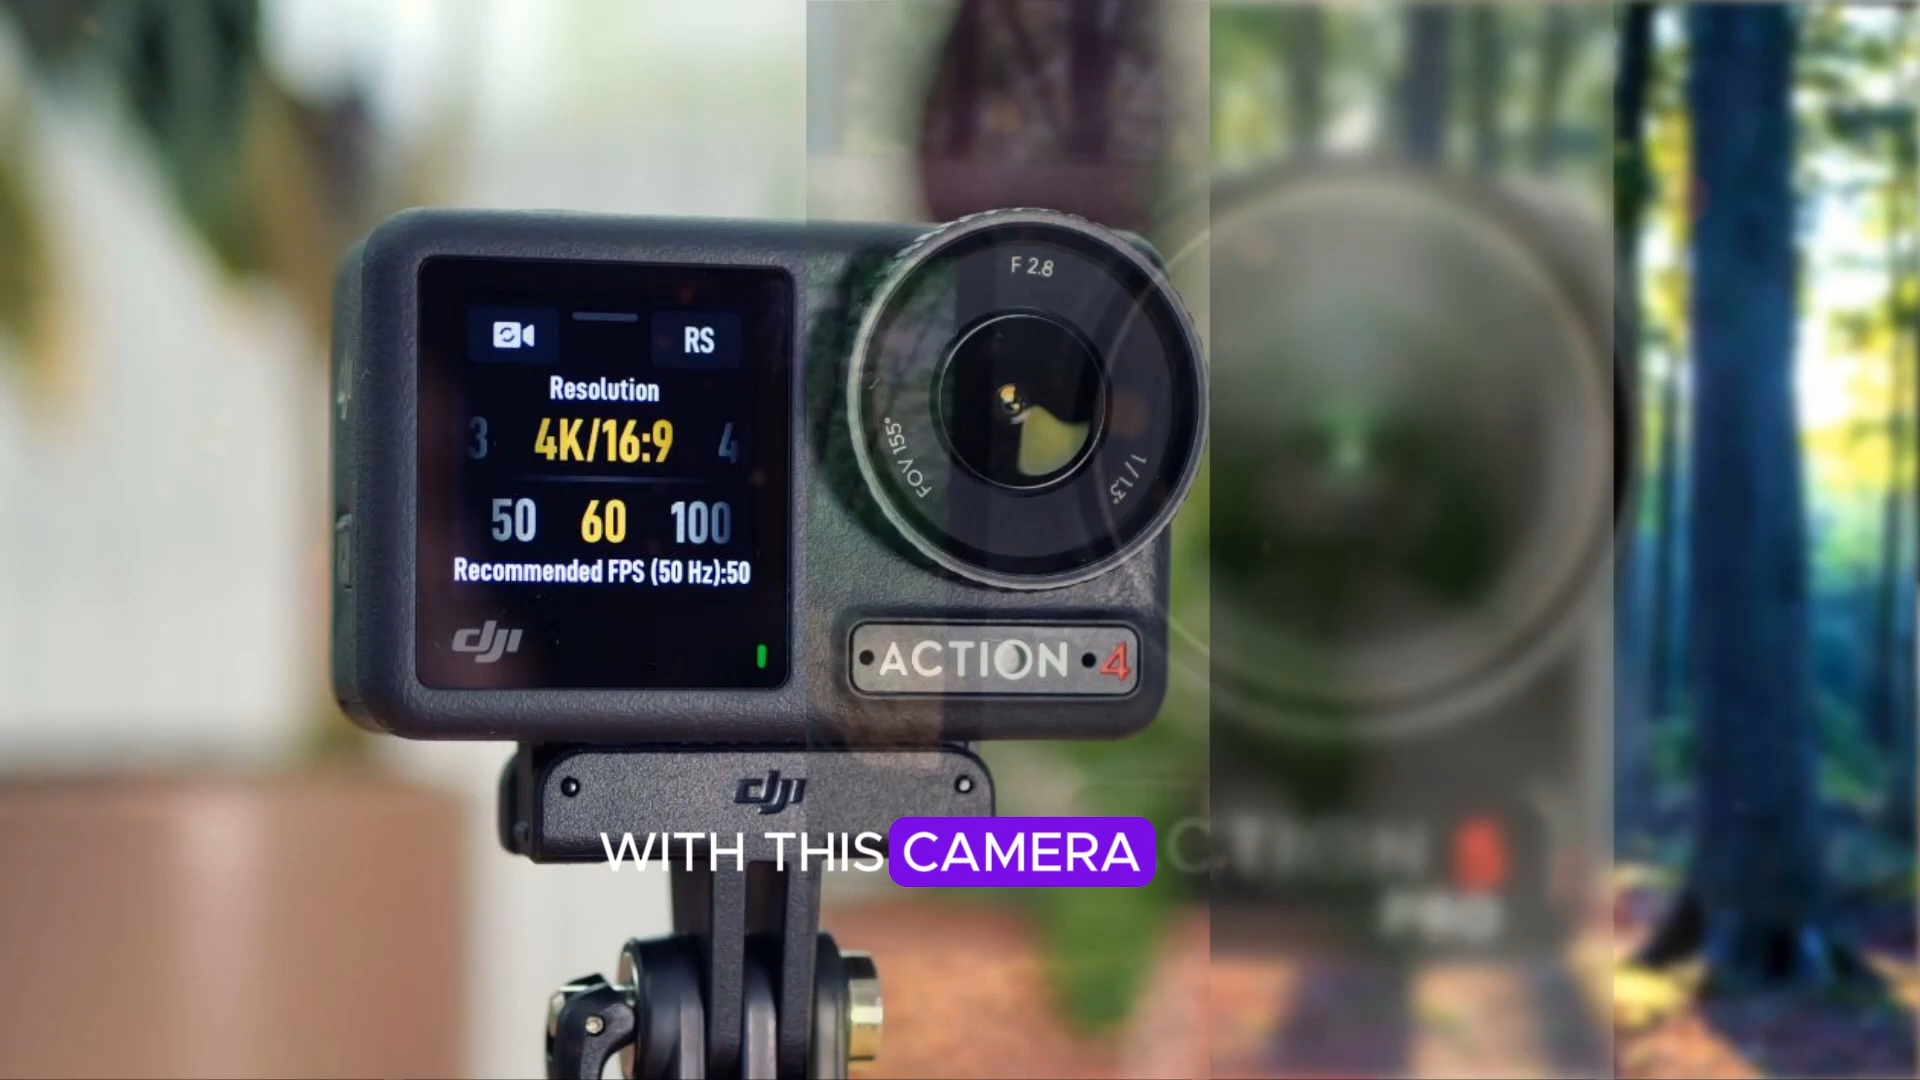 RS
Resolution
3 4K/16:9 4
50 60 100
Recommended FPS (50 Hz):50
dji
F 2.8
FOV 155°
1/1.3"
ACTION 4
dji
WITH THIS CAMERA